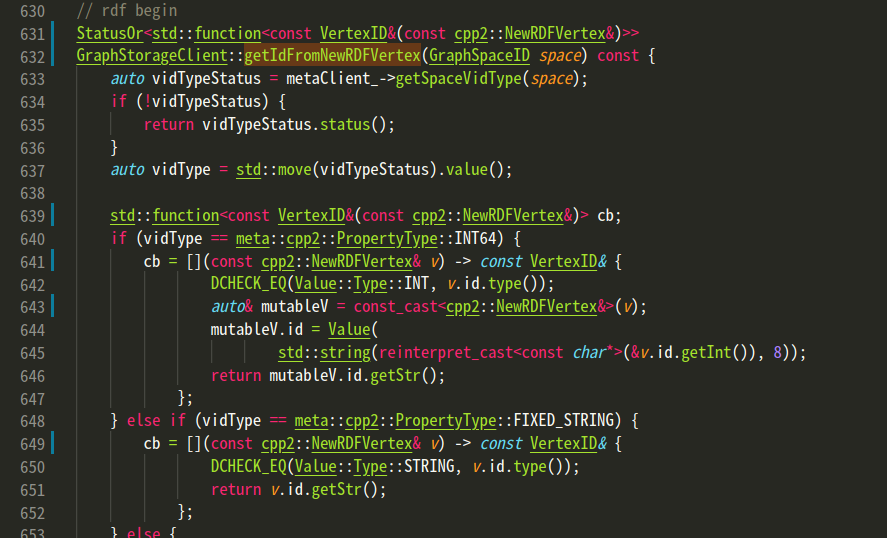 630 // rdf begin
631 StatusOr<std::function<const VertexID&(const cpp2::NewRDFVertex&)>>
632 GraphStorageClient::getIdFromNewRDFVertex(GraphSpaceID space) const {
633     auto vidTypeStatus = metaClient_->getSpaceVidType(space);
634     if (!vidTypeStatus) {
635         return vidTypeStatus.status();
636     }
637     auto vidType = std::move(vidTypeStatus).value();
638
639     std::function<const VertexID&(const cpp2::NewRDFVertex&)> cb;
640     if (vidType == meta::cpp2::PropertyType::INT64) {
641         cb = [](const cpp2::NewRDFVertex& v) -> const VertexID& {
642                 DCHECK_EQ(Value::Type::INT, v.id.type());
643                 auto& mutableV = const_cast<cpp2::NewRDFVertex&>(v);
644                 mutableV.id = Value(
645                         std::string(reinterpret_cast<const char*>(&v.id.getInt()), 8));
646                 return mutableV.id.getStr();
647             };
648     } else if (vidType == meta::cpp2::PropertyType::FIXED_STRING) {
649         cb = [](const cpp2::NewRDFVertex& v) -> const VertexID& {
650                 DCHECK_EQ(Value::Type::STRING, v.id.type());
651                 return v.id.getStr();
652             };
653     } else {